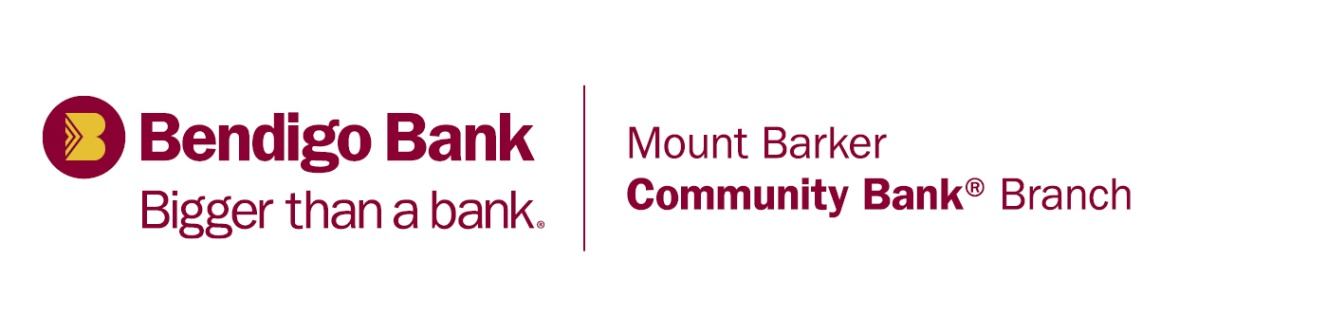 Bendigo Bank
Bigger than a bank.®
Mount Barker
Community Bank® Branch